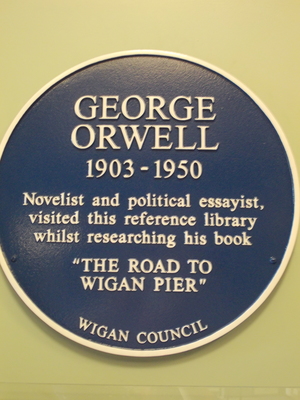 GEORGE
ORWELL
1903 - 1950
Novelist and political essayist,
visited this reference library
whilst researching his book
"THE ROAD TO
WIGAN PIER"
WIGAN COUNCIL